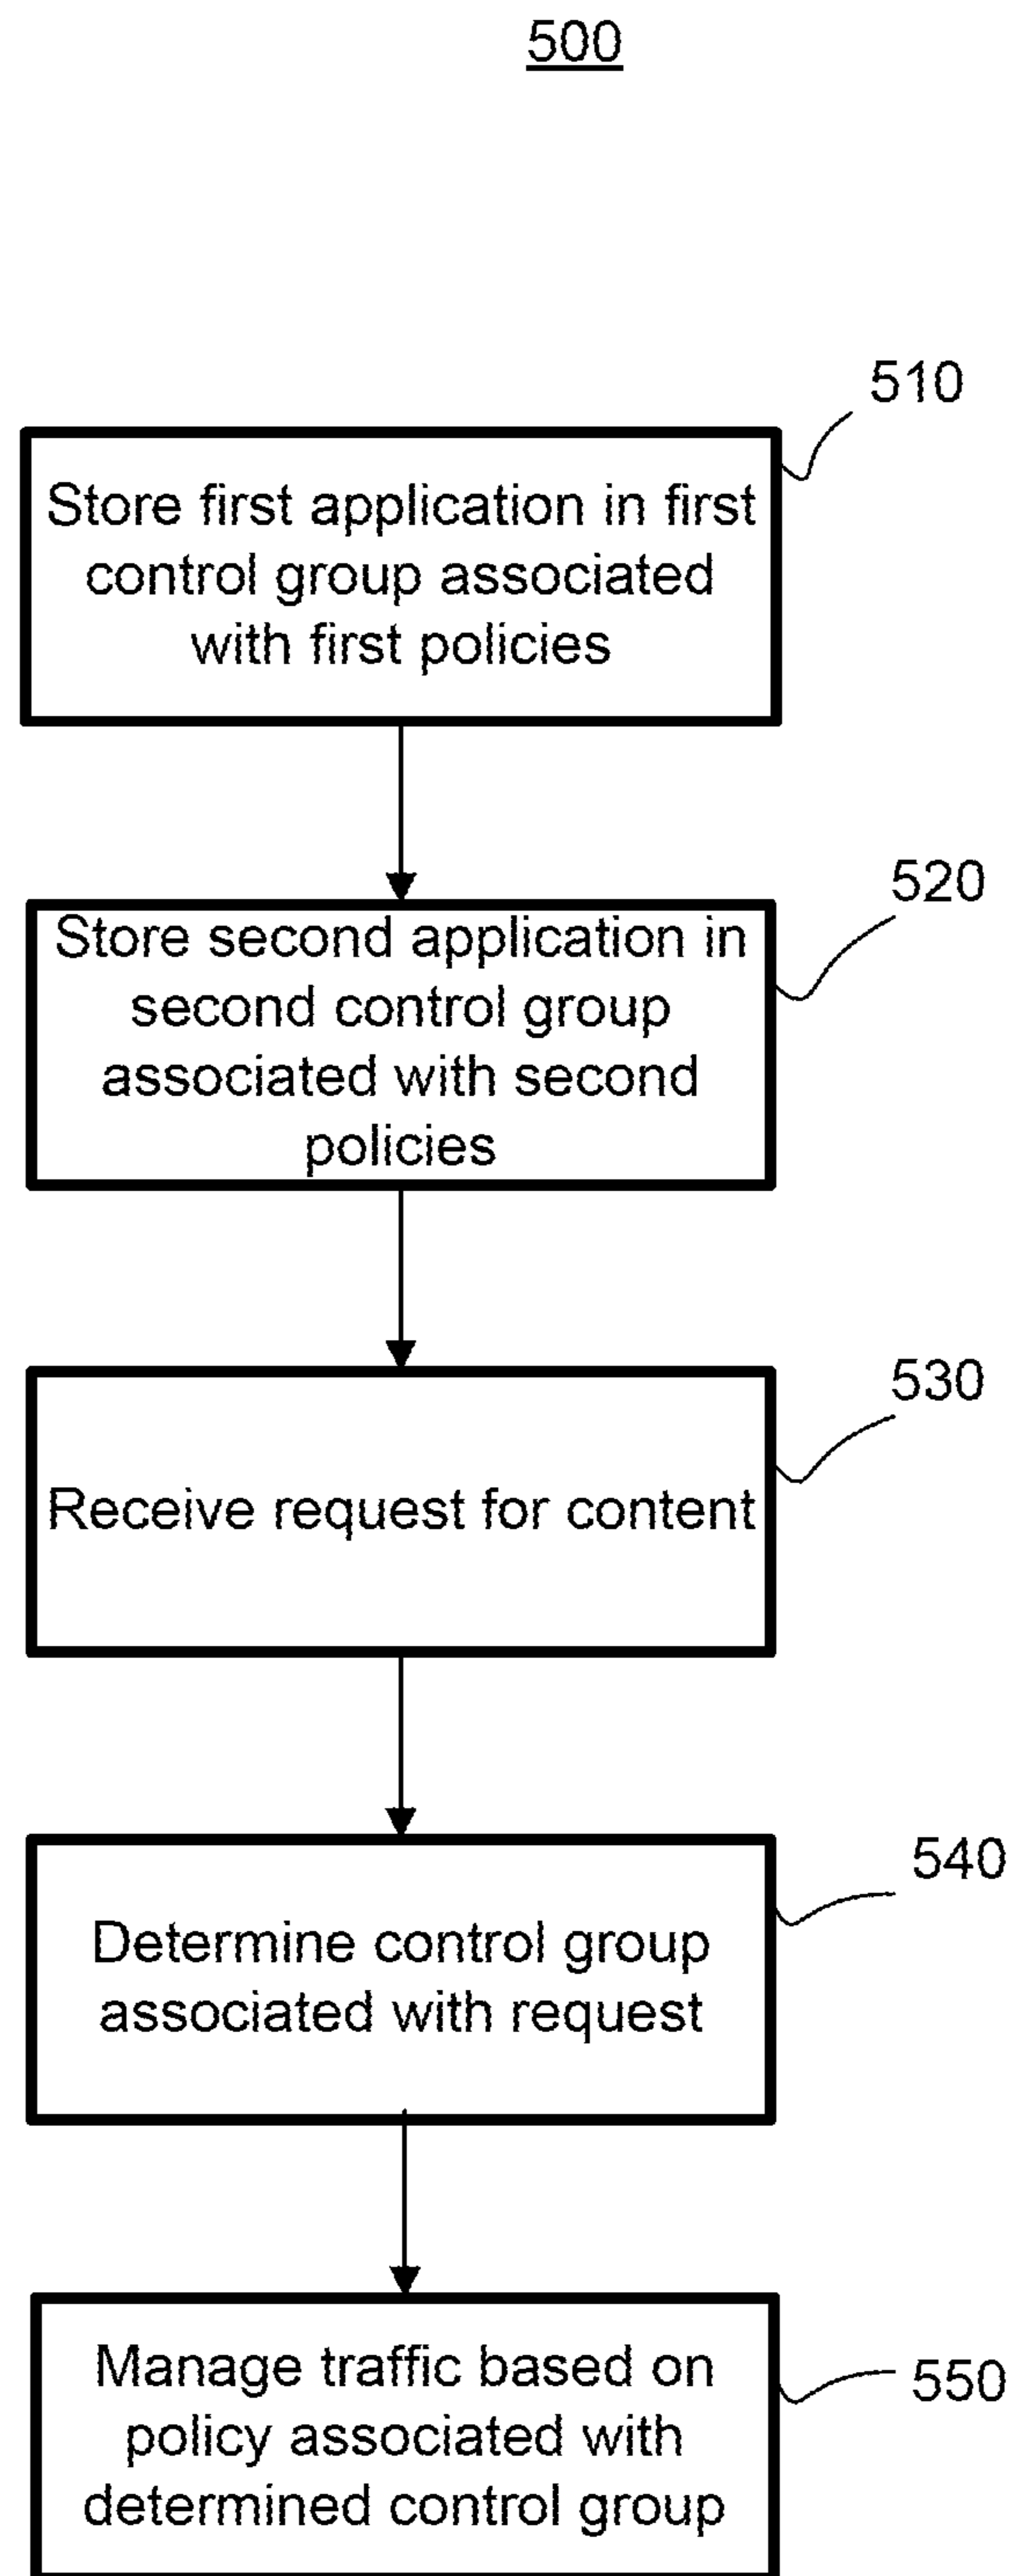 500
510
Store first application in first
control group associated
with first policies
520
Store second application in
second control group
associated with second
policies
530
Receive request for content
540
Determine control group
associated with request
550
Manage traffic based on
policy associated with
determined control group